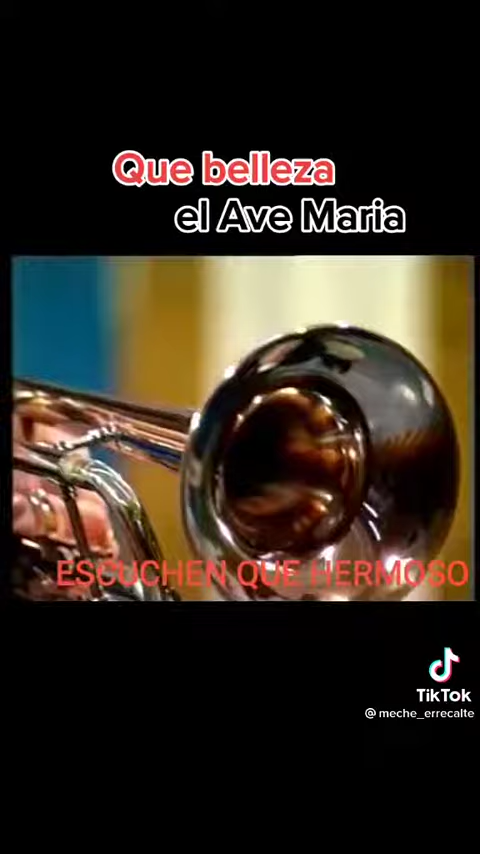 Que belleza
el Ave Maria
ESCUCHEN QUE HERMOSO
TikTok
@meche_errecalte